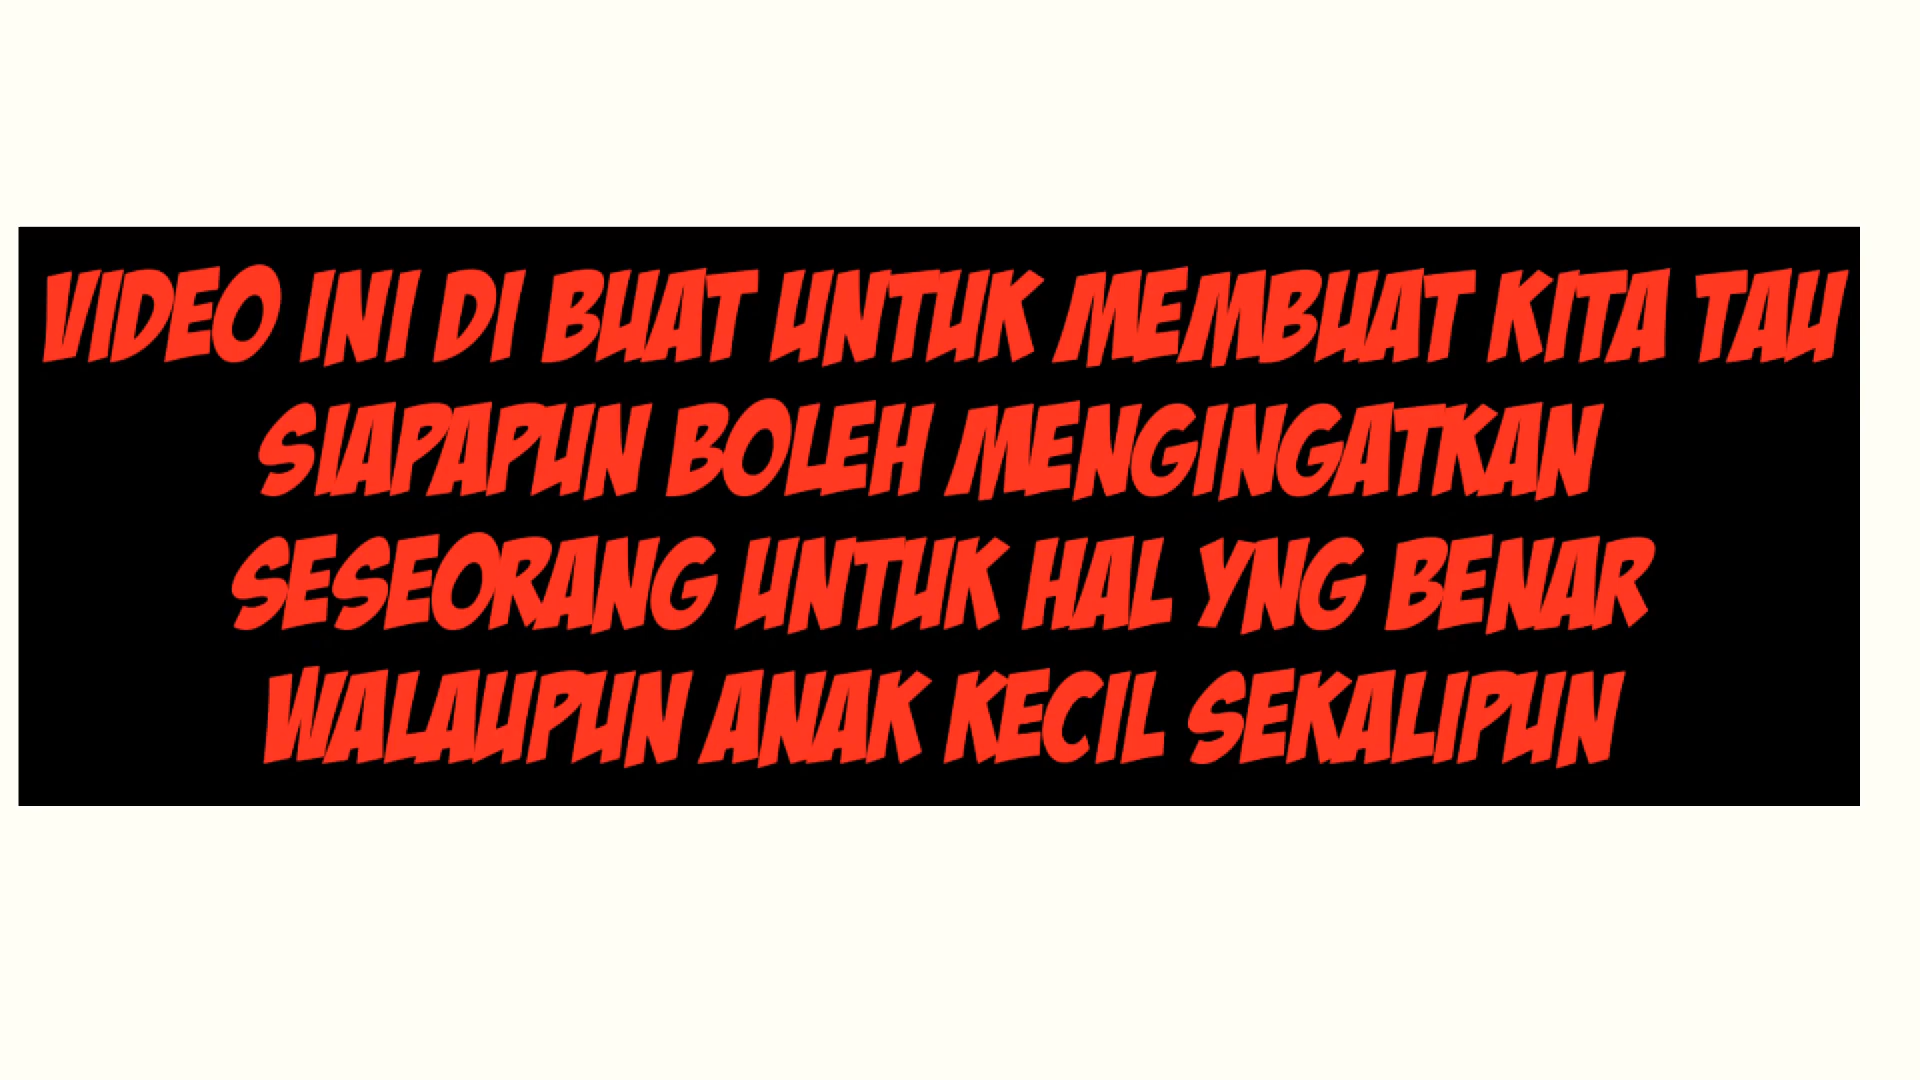 VIDEO INI DI BUAT UNTUK MEMBUAT KITA TAU
SIAPAPUN BOLEH MENGINGATKAN
SESEORANG UNTUK HAL YNG BENAR
WALAUPUN ANAK KECIL SEKALIPUN